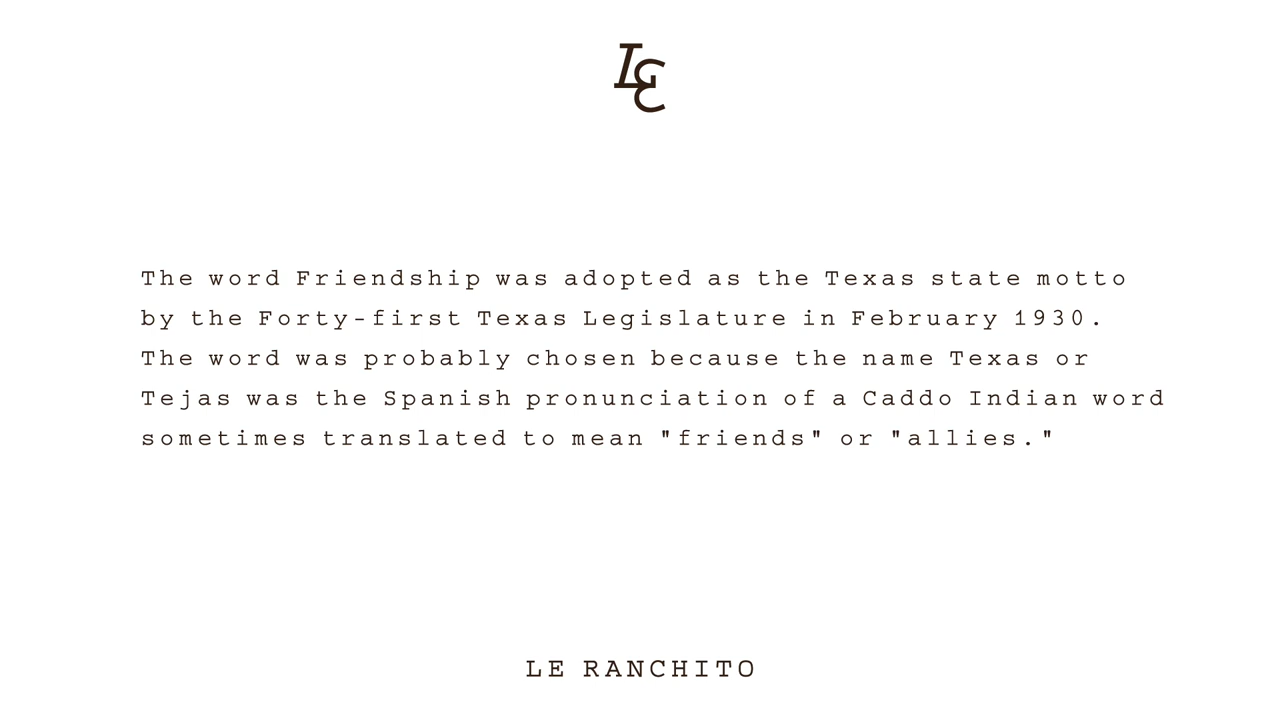 The word Friendship was adopted as the Texas state motto
by the Forty-first Texas Legislature in February 1930.
The word was probably chosen because the name Texas or
Tejas was the Spanish pronunciation of a Caddo Indian word
sometimes translated to mean "friends" or "allies."
LE RANCHITO